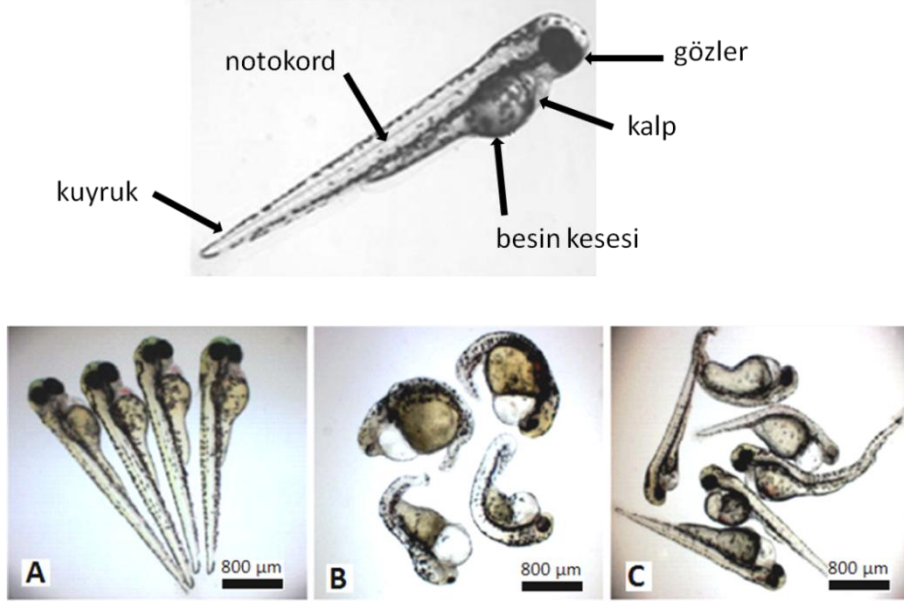 notokord
gözler
kalp
kuyruk
besin kesesi
A
800 µm
B
800 µm
C
800 µm